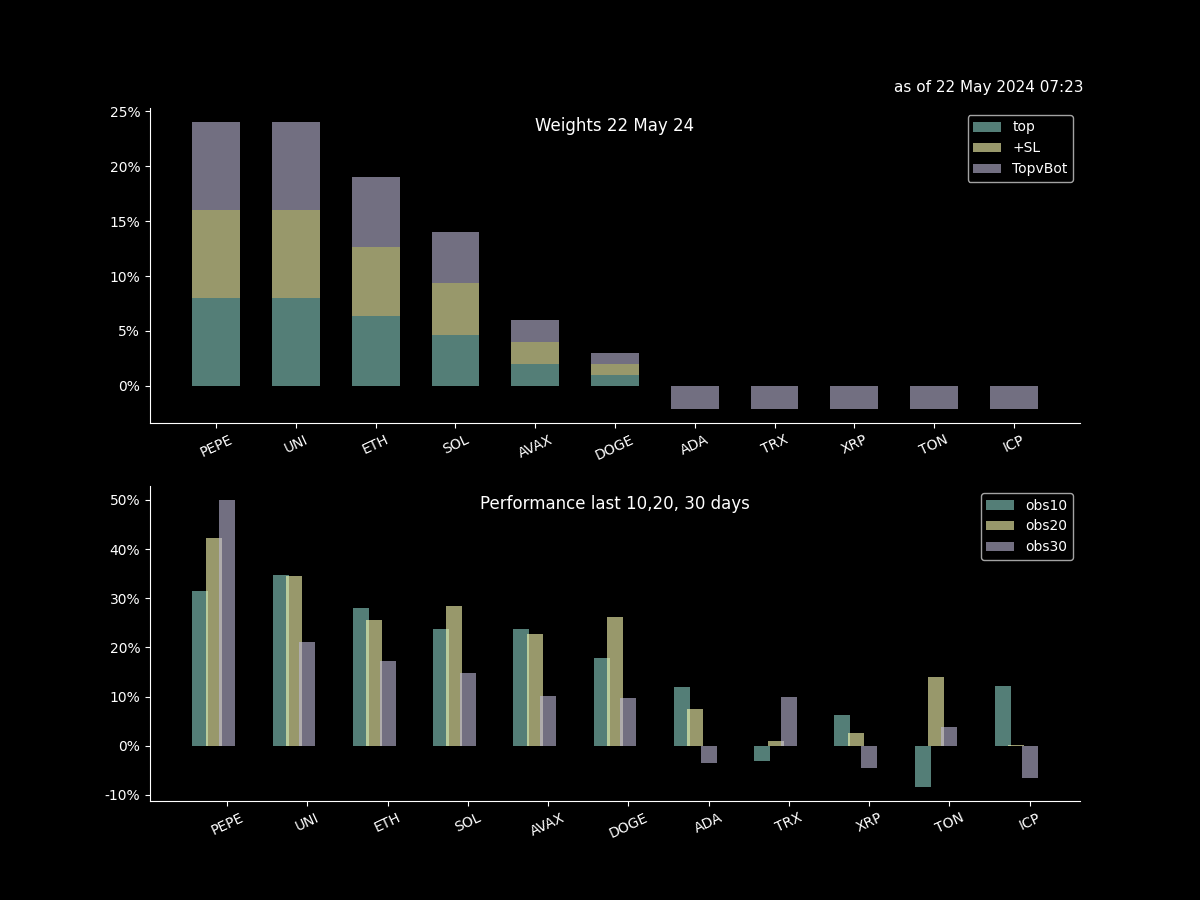 as of 22 May 2024 07:23
Weights 22 May 24
25%
20%
15%
10%
5%
0%
top
+SL
TopvBot
PEPE UNI ETH SOL AVAX DOGE ADA TRX XRP TON ICP
Performance last 10,20, 30 days
50%
40%
30%
20%
10%
0%
-10%
obs10
obs20
obs30
PEPE UNI ETH SOL AVAX DOGE ADA TRX XRP TON ICP